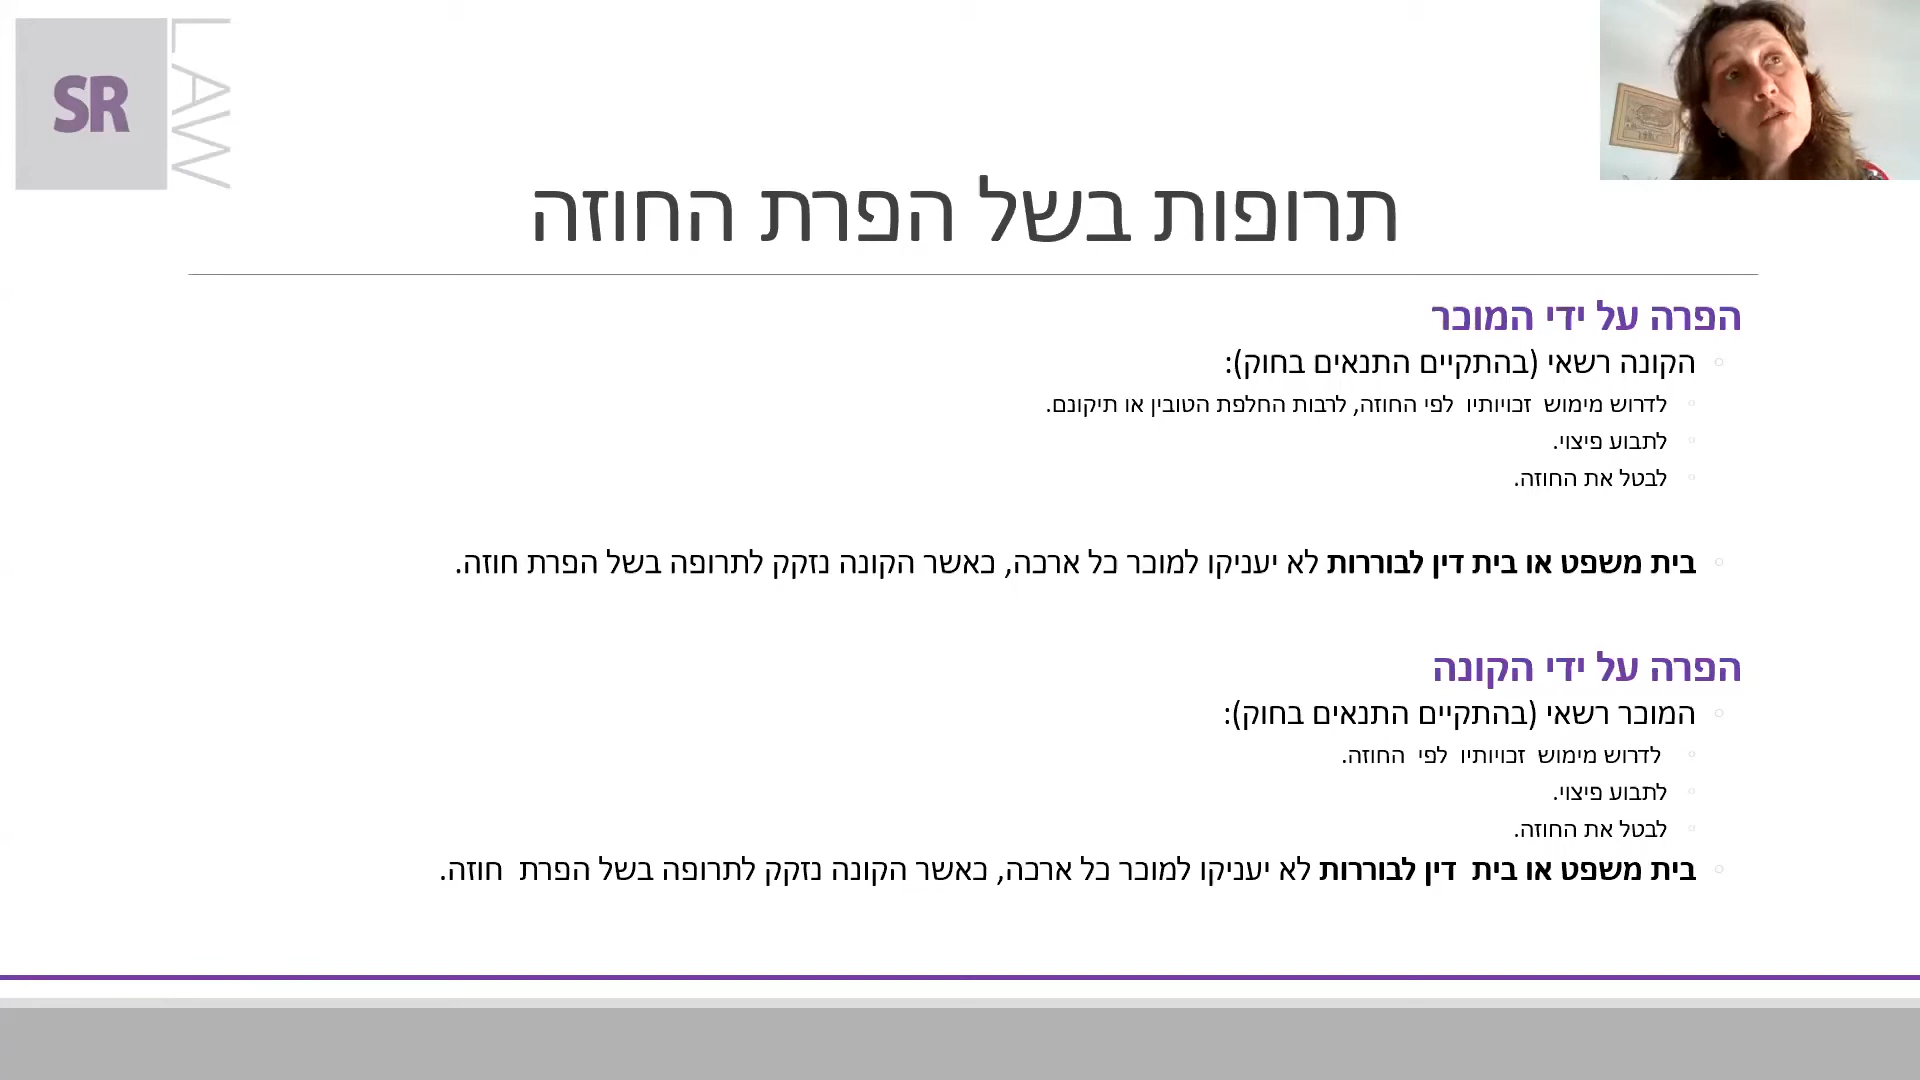 SR
LAW
תרופות בשל הפרת החוזה
הפרה על ידי המוכר
הקונה רשאי (בהתקיים התנאים בחוק):
לדרוש מימוש זכויותיו לפי החוזה, לרבות החלפת הטובין או תיקונם.
לתבוע פיצוי.
לבטל את החוזה.
בית משפט או בית דין לבוררות לא יעניקו למוכר כל ארכה, כאשר הקונה נזקק לתרופה בשל הפרת חוזה.
הפרה על ידי הקונה
המוכר רשאי (בהתקיים התנאים בחוק):
לדרוש מימוש זכויותיו לפי החוזה.
לתבוע פיצוי.
לבטל את החוזה.
בית משפט או בית דין לבוררות לא יעניקו למוכר כל ארכה, כאשר הקונה נזקק לתרופה בשל הפרת חוזה.